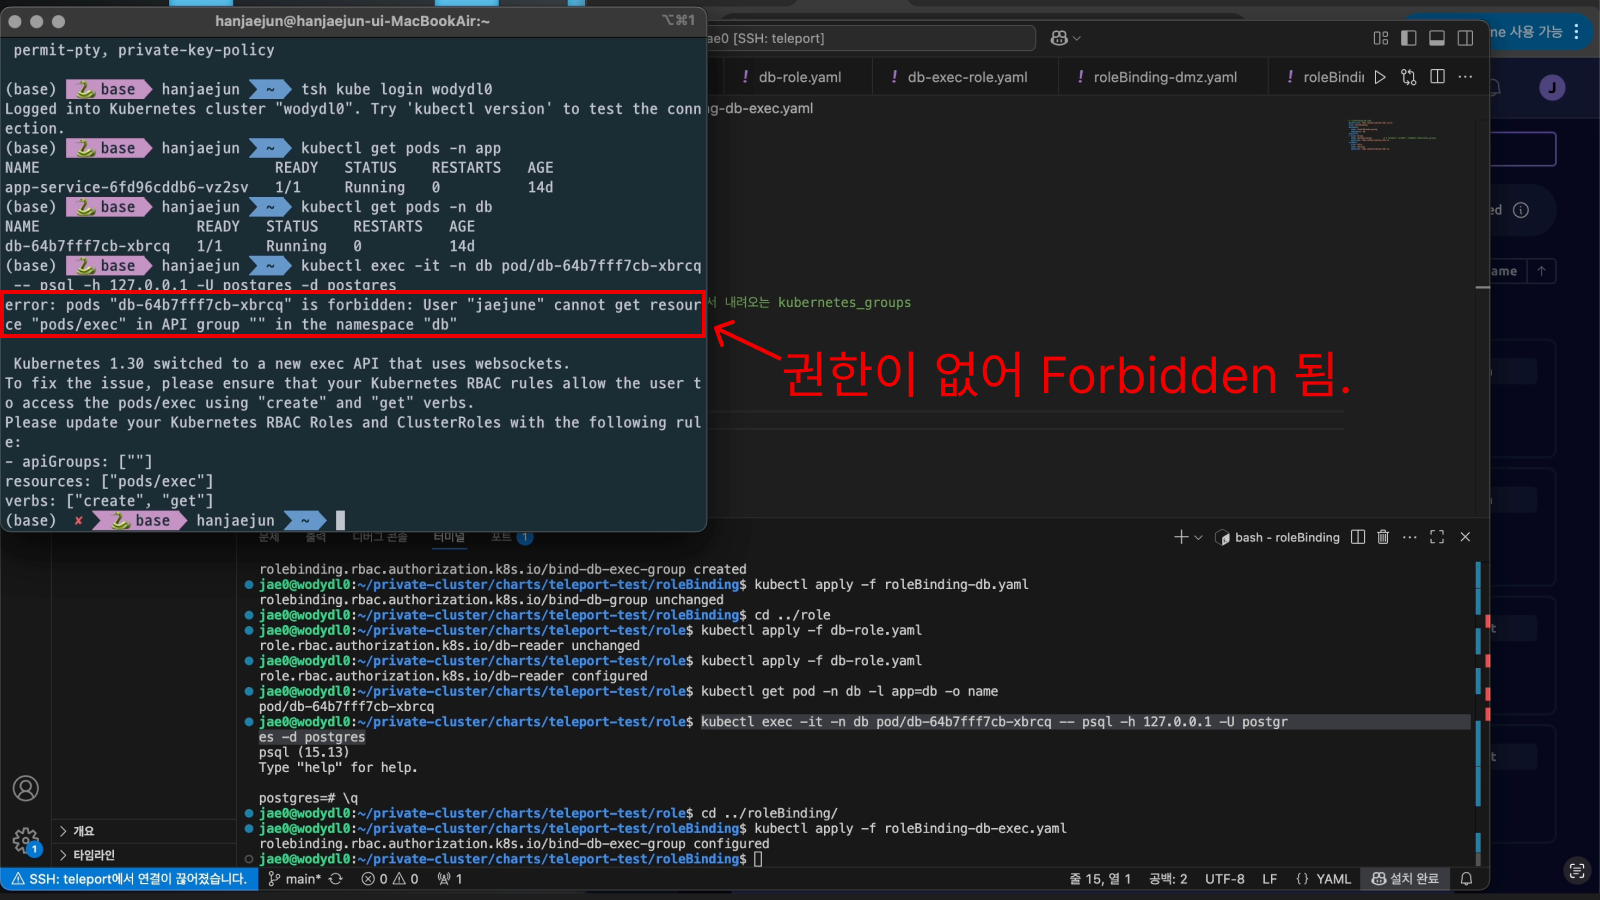 hanjaejun@hanjaejun-ui-MacBookAir:~
⌥⌘1
permit-pty, private-key-policy
(base) base hanjaejun ~ tsh kube login wodydl0
Logged into Kubernetes cluster "wodydl0". Try 'kubectl version' to test the conn
ection.
(base) base hanjaejun ~ kubectl get pods -n app
NAME READY STATUS RESTARTS AGE
app-service-6fd96cddb6-vz2sv 1/1 Running 0 14d
(base) base hanjaejun ~ kubectl get pods -n db
NAME READY STATUS RESTARTS AGE
db-64b7fff7cb-xbrcq 1/1 Running 0 14d
(base) base hanjaejun ~ kubectl exec -it -n db pod/db-64b7fff7cb-xbrcq
-- psql -h 127.0.0.1 -U postgres -d postgres
error: pods "db-64b7fff7cb-xbrcq" is forbidden: User "jaejune" cannot get resour
ce "pods/exec" in API group "" in the namespace "db"
Kubernetes 1.30 switched to a new exec API that uses websockets.
To fix the issue, please ensure that your Kubernetes RBAC rules allow the user t
o access the pods/exec using "create" and "get" verbs.
Please update your Kubernetes RBAC Roles and ClusterRoles with the following rul
e:
- apiGroups: [""]
resources: ["pods/exec"]
verbs: ["create", "get"]
(base) ✘ base hanjaejun ~
ae0 [SSH: teleport]
ne 사용 가능
! db-role.yaml
! db-exec-role.yaml
! roleBinding-dmz.yaml
! roleBindi
J
ng-db-exec.yaml
ed
ame ↑
서 내려오는 kubernetes_groups
권한이 없어 Forbidden 됨.
문제 출력 디버그 콘솔 터미널 포트 1
bash - roleBinding
rolebinding.rbac.authorization.k8s.io/bind-db-exec-group created
jae0@wodydl0:~/private-cluster/charts/teleport-test/roleBinding$ kubectl apply -f roleBinding-db.yaml
rolebinding.rbac.authorization.k8s.io/bind-db-group unchanged
jae0@wodydl0:~/private-cluster/charts/teleport-test/roleBinding$ cd ../role
jae0@wodydl0:~/private-cluster/charts/teleport-test/role$ kubectl apply -f db-role.yaml
role.rbac.authorization.k8s.io/db-reader unchanged
jae0@wodydl0:~/private-cluster/charts/teleport-test/role$ kubectl apply -f db-role.yaml
role.rbac.authorization.k8s.io/db-reader configured
jae0@wodydl0:~/private-cluster/charts/teleport-test/role$ kubectl get pod -n db -l app=db -o name
pod/db-64b7fff7cb-xbrcq
jae0@wodydl0:~/private-cluster/charts/teleport-test/role$ kubectl exec -it -n db pod/db-64b7fff7cb-xbrcq -- psql -h 127.0.0.1 -U postgr
es -d postgres
psql (15.13)
Type "help" for help.
postgres=# \q
jae0@wodydl0:~/private-cluster/charts/teleport-test/role$ cd ../roleBinding/
jae0@wodydl0:~/private-cluster/charts/teleport-test/roleBinding$ kubectl apply -f roleBinding-db-exec.yaml
rolebinding.rbac.authorization.k8s.io/bind-db-exec-group configured
jae0@wodydl0:~/private-cluster/charts/teleport-test/roleBinding$
1
> 개요
> 타임라인
SSH: teleport에서 연결이 끊어졌습니다.
main*
0 0
1
줄 15, 열 1
공백: 2
UTF-8
LF
{ } YAML
설치 완료